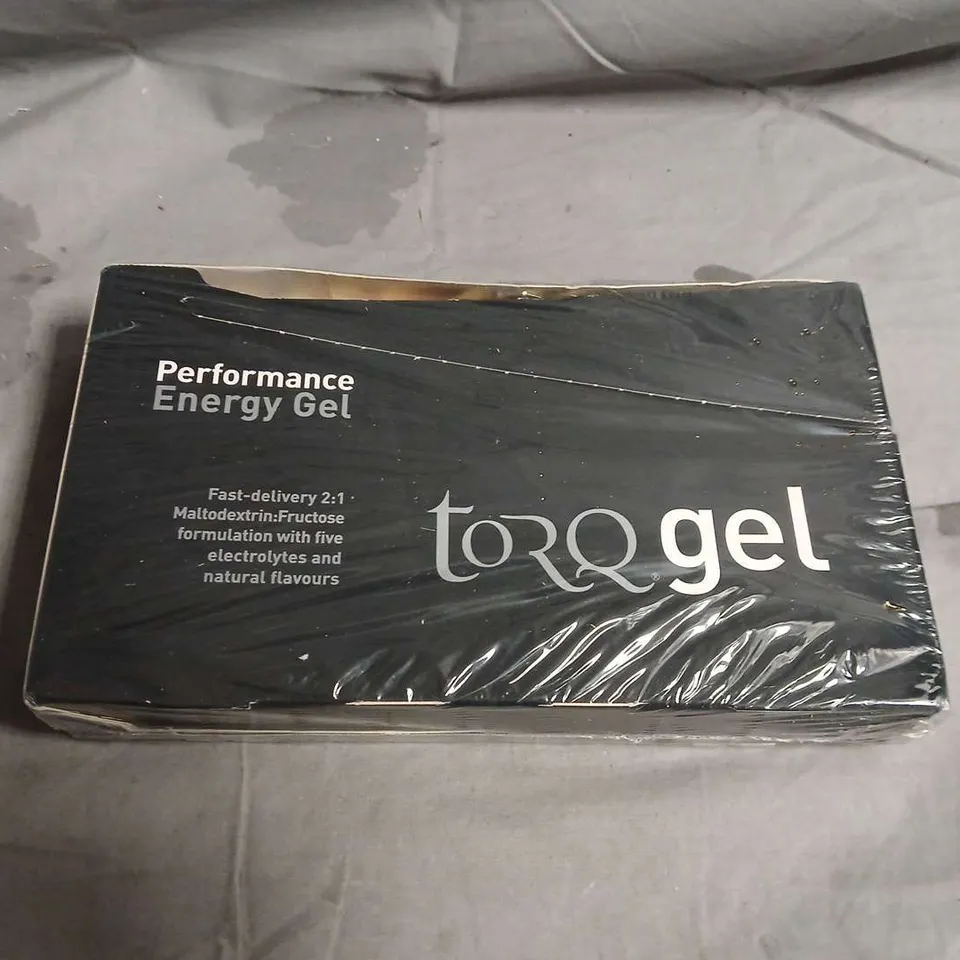 Performance
Energy Gel
Fast-delivery 2:1
Maltodextrin:Fructose
formulation with five
electrolytes and
natural flavours
torq® gel